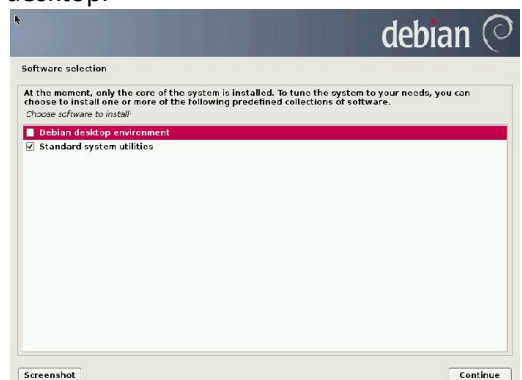 desktop.
debian
Software selection
At the moment, only the core of the system is installed. To tune the system to your needs, you can
choose to install one or more of the following predefined collections of software.
Choose software to install:
Debian desktop environment
Standard system utilities
Screenshot
Continue